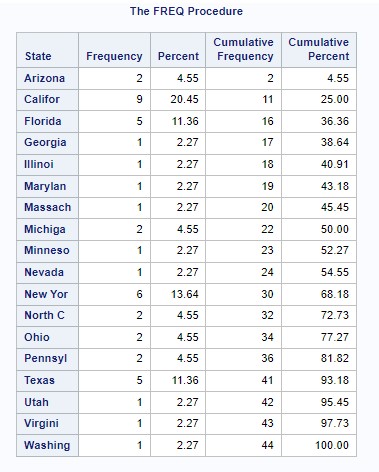 The FREQ Procedure
State Frequency Percent Cumulative Frequency Cumulative Percent
Arizona 2 4.55 2 4.55
Califor 9 20.45 11 25.00
Florida 5 11.36 16 36.36
Georgia 1 2.27 17 38.64
Illinoi 1 2.27 18 40.91
Marylan 1 2.27 19 43.18
Massach 1 2.27 20 45.45
Michiga 2 4.55 22 50.00
Minneso 1 2.27 23 52.27
Nevada 1 2.27 24 54.55
New Yor 6 13.64 30 68.18
North C 2 4.55 32 72.73
Ohio 2 4.55 34 77.27
Pennsyl 2 4.55 36 81.82
Texas 5 11.36 41 93.18
Utah 1 2.27 42 95.45
Virgini 1 2.27 43 97.73
Washing 1 2.27 44 100.00